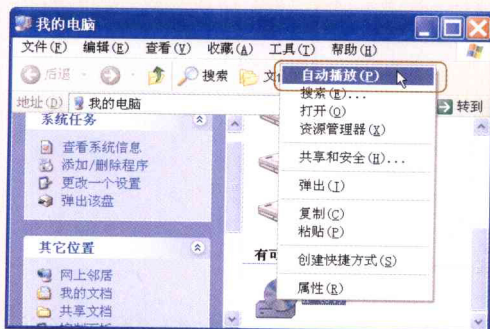 我的电脑
文件(F) 编辑(E) 查看(V) 收藏(A) 工具(T) 帮助(H)
后退 搜索 文
地址(D) 我的电脑 转到
系统任务
查看系统信息
添加/删除程序
更改一个设置
弹出该盘
其它位置
网上邻居
我的文档
共享文档
有可
自动播放(P)
搜索(E)...
打开(O)
资源管理器(X)
共享和安全(H)...
弹出(J)
复制(C)
粘贴(P)
创建快捷方式(S)
属性(R)